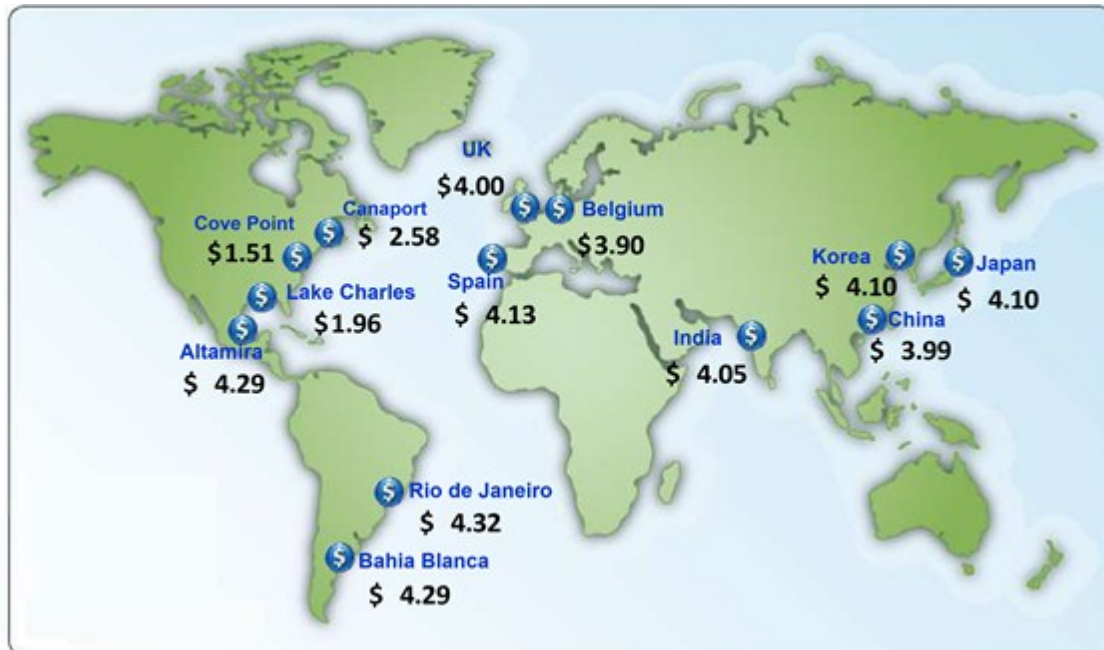 UK
$4.00
Belgium
$3.90
Canaport
$ 2.58
Cove Point
$1.51
Lake Charles
$1.96
Altamira
$ 4.29
Spain
$ 4.13
Korea
$ 4.10
Japan
$ 4.10
China
$ 3.99
India
$ 4.05
Rio de Janeiro
$ 4.32
Bahia Blanca
$ 4.29